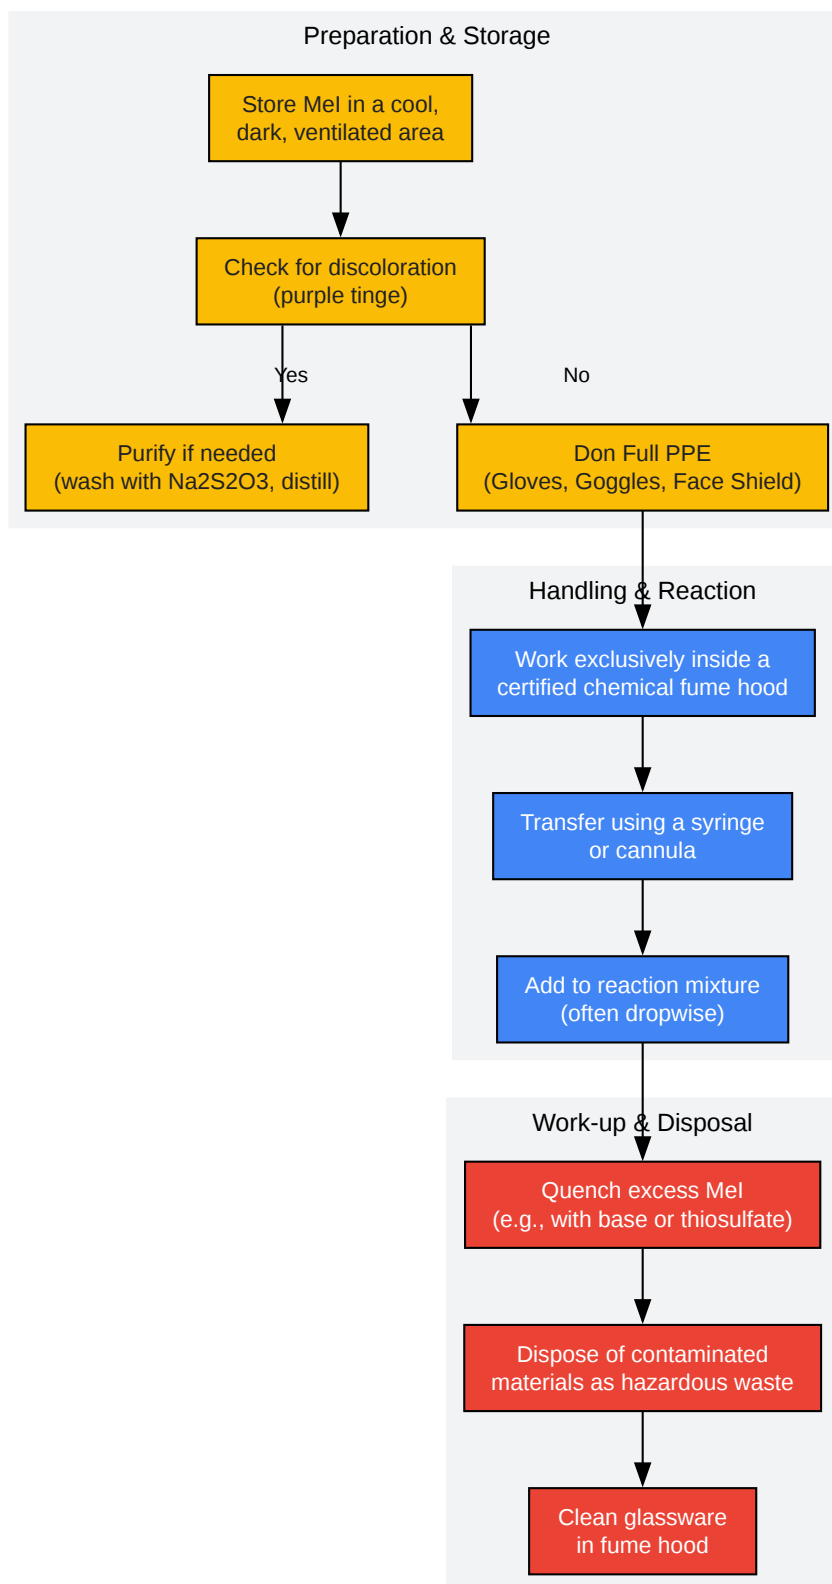 Preparation & Storage
Store MeI in a cool,
dark, ventilated area
Check for discoloration
(purple tinge)
Yes
No
Purify if needed
(wash with Na2S2O3, distill)
Don Full PPE
(Gloves, Goggles, Face Shield)
Handling & Reaction
Work exclusively inside a
certified chemical fume hood
Transfer using a syringe
or cannula
Add to reaction mixture
(often dropwise)
Work-up & Disposal
Quench excess MeI
(e.g., with base or thiosulfate)
Dispose of contaminated
materials as hazardous waste
Clean glassware
in fume hood